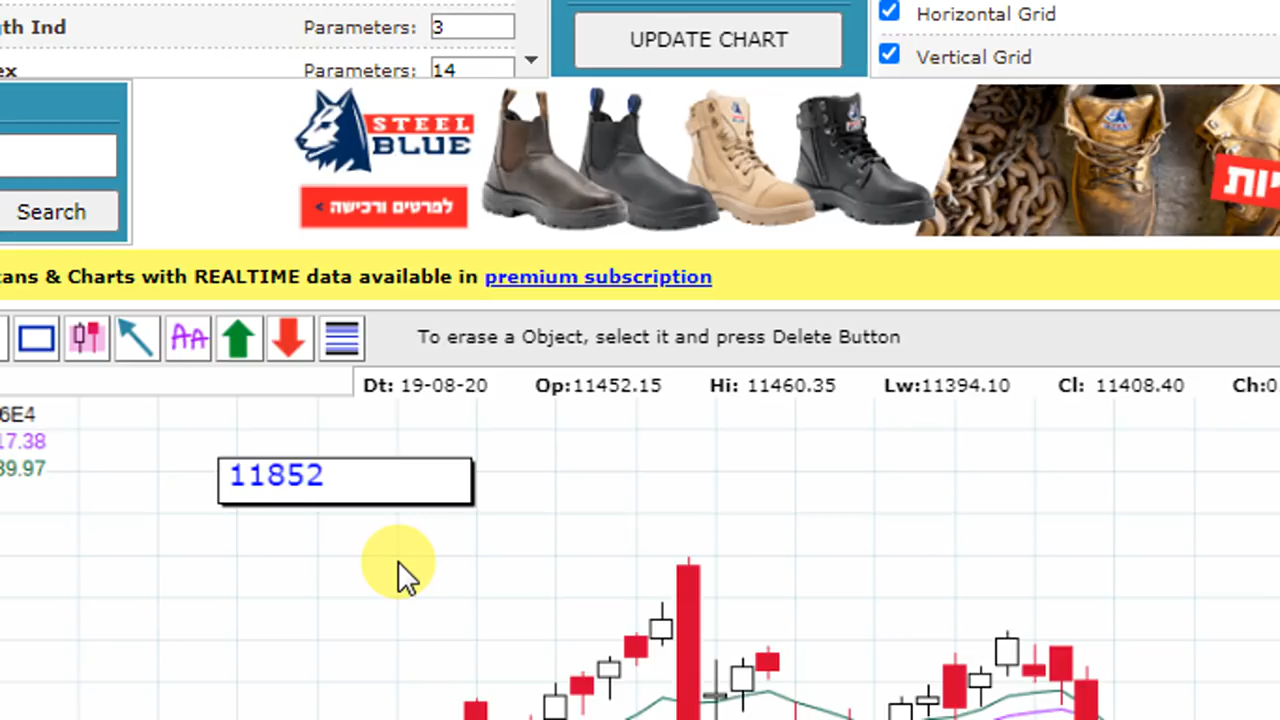 gth Ind Parameters: 3
ex Parameters: 14
UPDATE CHART
Horizontal Grid
Vertical Grid
Search
STEEL
BLUE
לפרטים ורכישה >
cans & Charts with REALTIME data available in premium subscription
AA
To erase a Object, select it and press Delete Button
Dt: 19-08-20 Op:11452.15 Hi: 11460.35 Lw:11394.10 Cl: 11408.40 Ch:0
6E4
17.38
39.97
11852